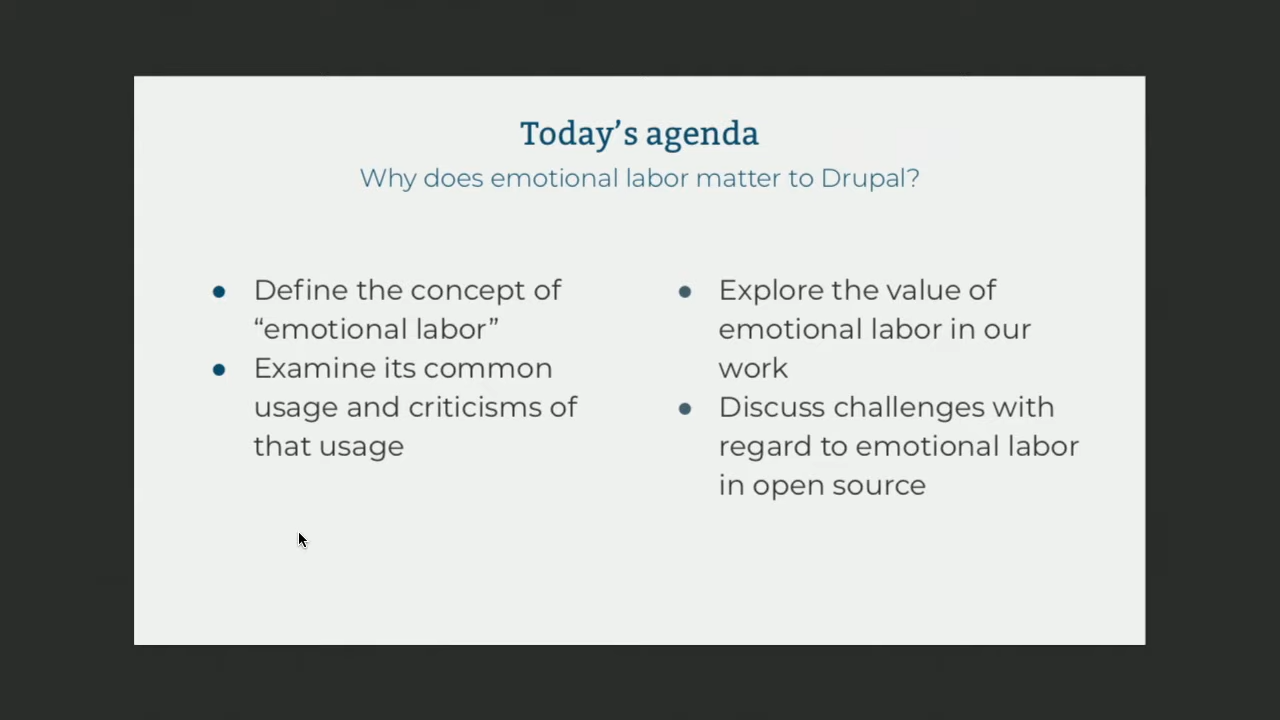 Today’s agenda
Why does emotional labor matter to Drupal?
● Define the concept of
“emotional labor”
● Examine its common
usage and criticisms of
that usage
● Explore the value of
emotional labor in our
work
● Discuss challenges with
regard to emotional labor
in open source